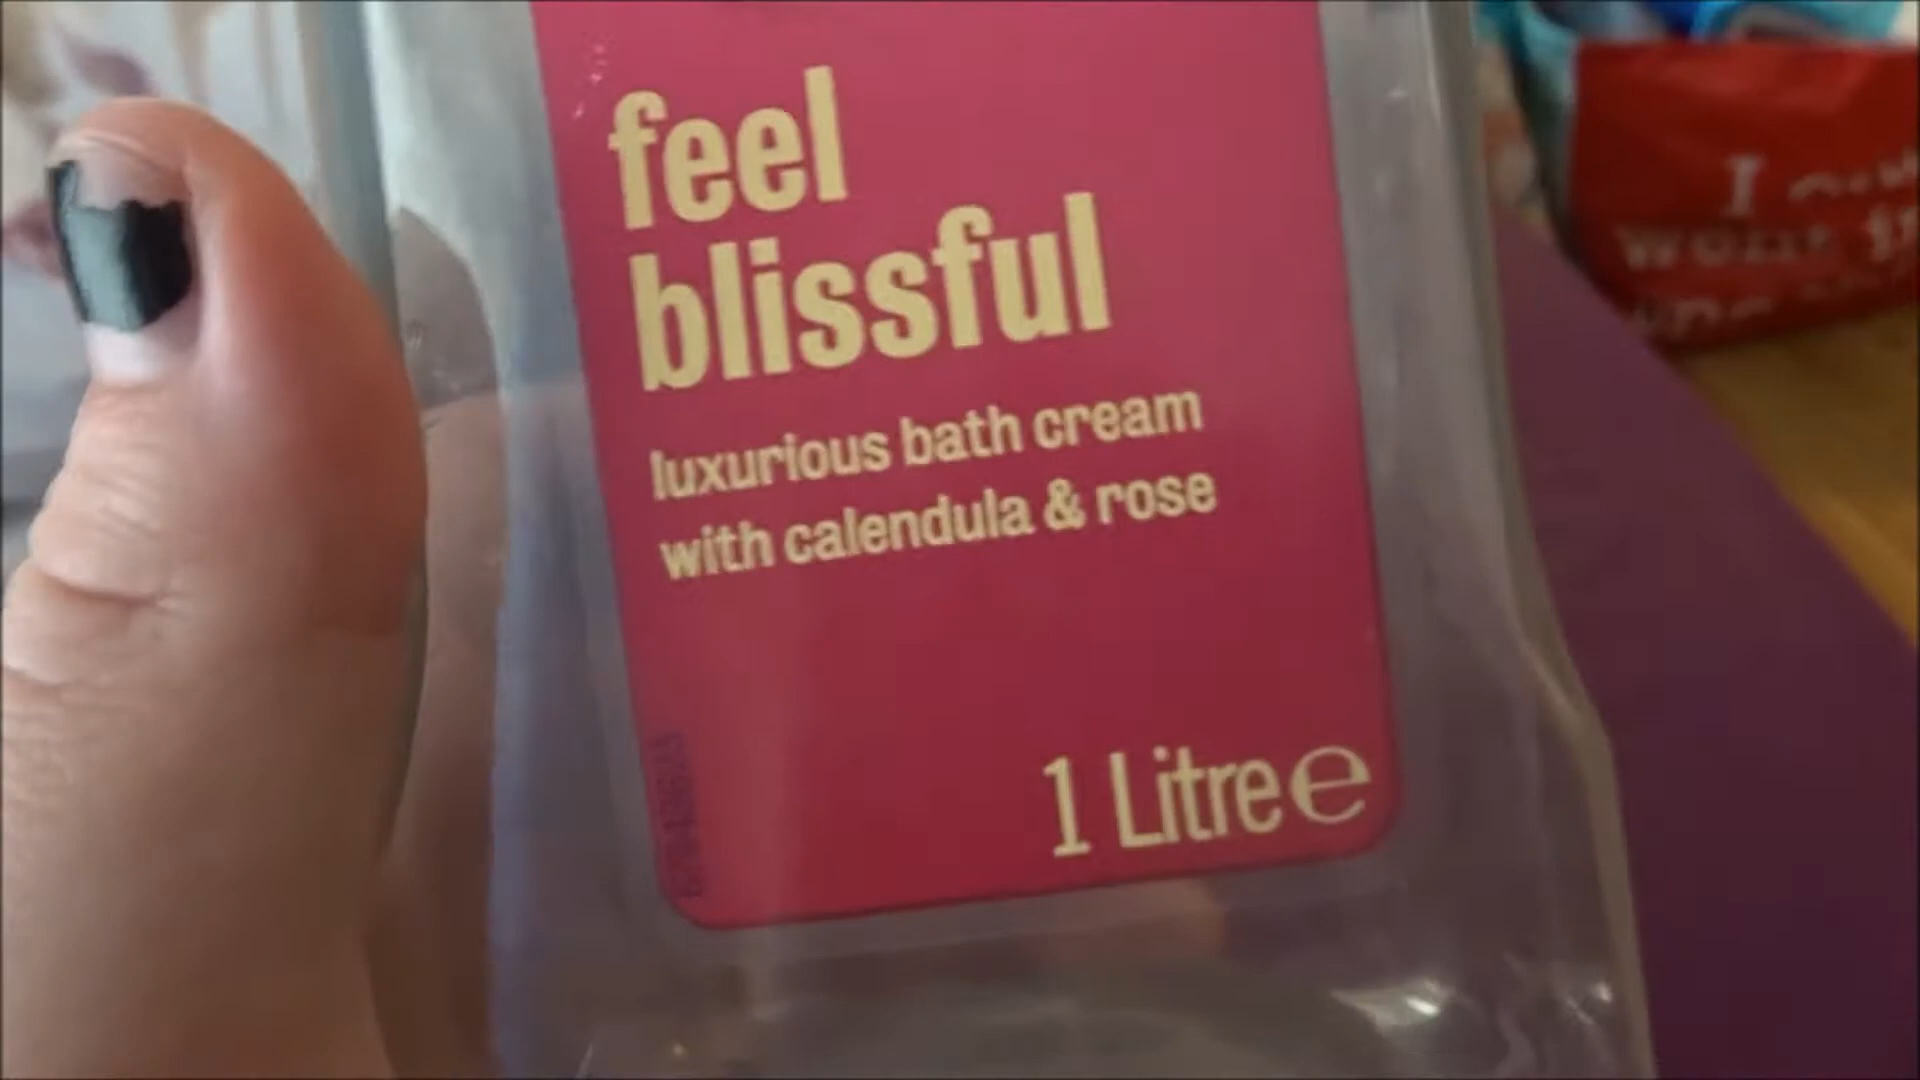 feel
blissful
luxurious bath cream
with calendula & rose
1 Litre ℮
I